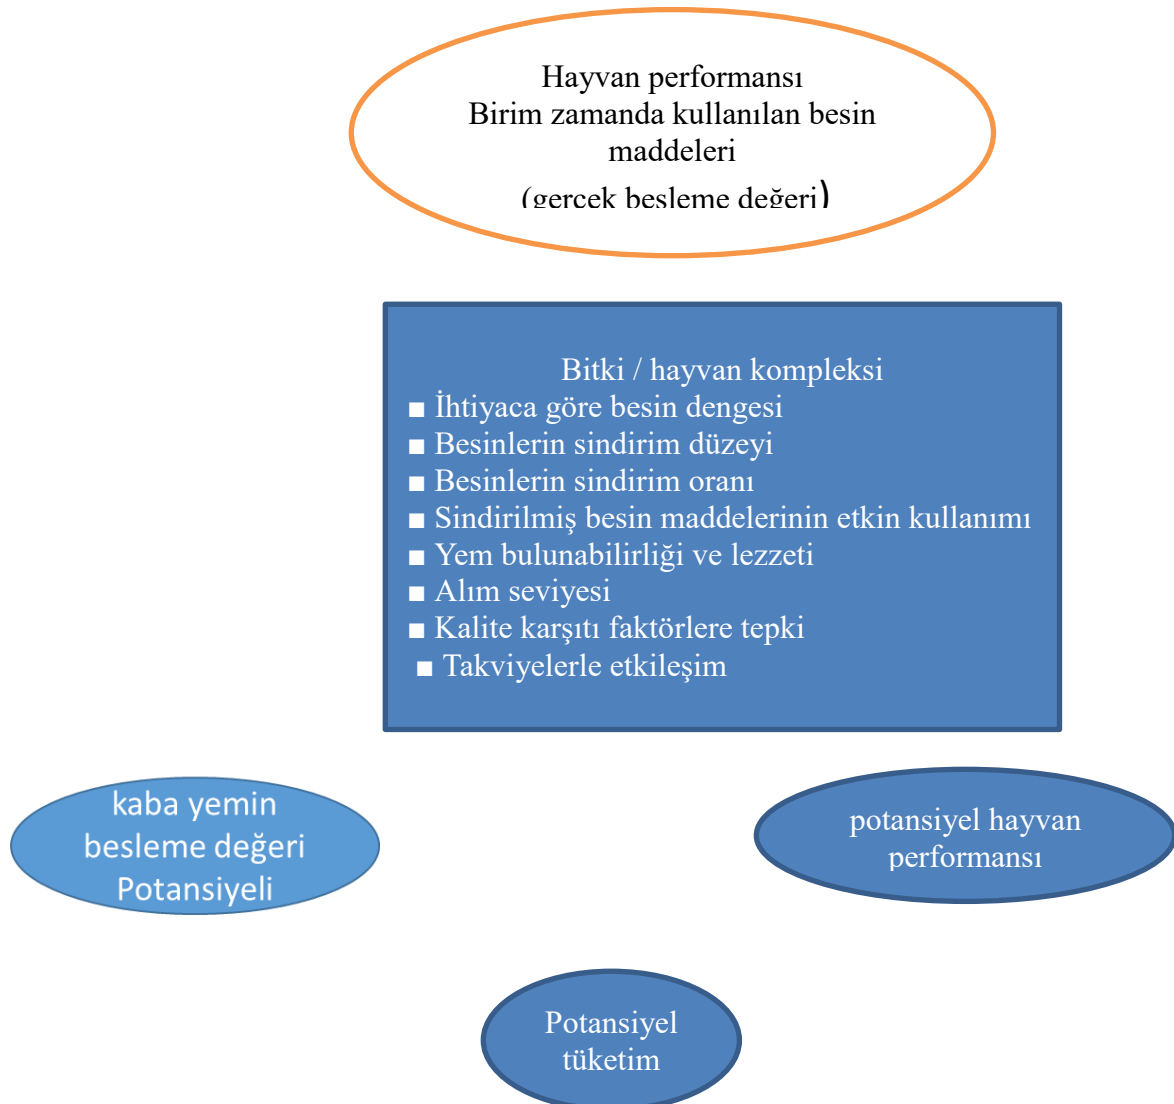 Hayvan performansı
Birim zamanda kullanılan besin
maddeleri
(gerçek besleme değeri)
Bitki / hayvan kompleksi
■ İhtiyaca göre besin dengesi
■ Besinlerin sindirim düzeyi
■ Besinlerin sindirim oranı
■ Sindirilmiş besin maddelerinin etkin kullanımı
■ Yem bulunabilirliği ve lezzeti
■ Alım seviyesi
■ Kalite karşıtı faktörlere tepki
■ Takviyelerle etkileşim
kaba yemin
besleme değeri
Potansiyeli
potansiyel hayvan
performansı
Potansiyel
tüketim